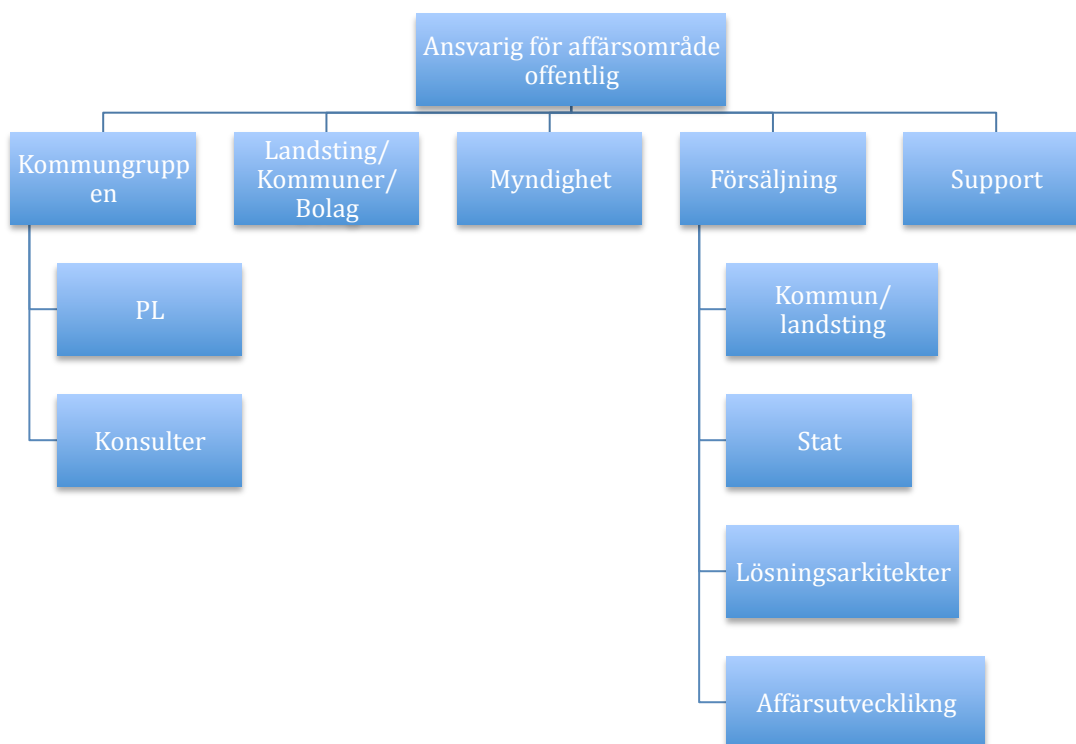 Ansvarig för affärsområde
offentlig
Kommungrupp
en
Landsting/
Kommuner/
Bolag
Myndighet
Försäljning
Support
PL
Konsulter
Kommun/
landsting
Stat
Lösningsarkitekter
Affärsutvecklikng